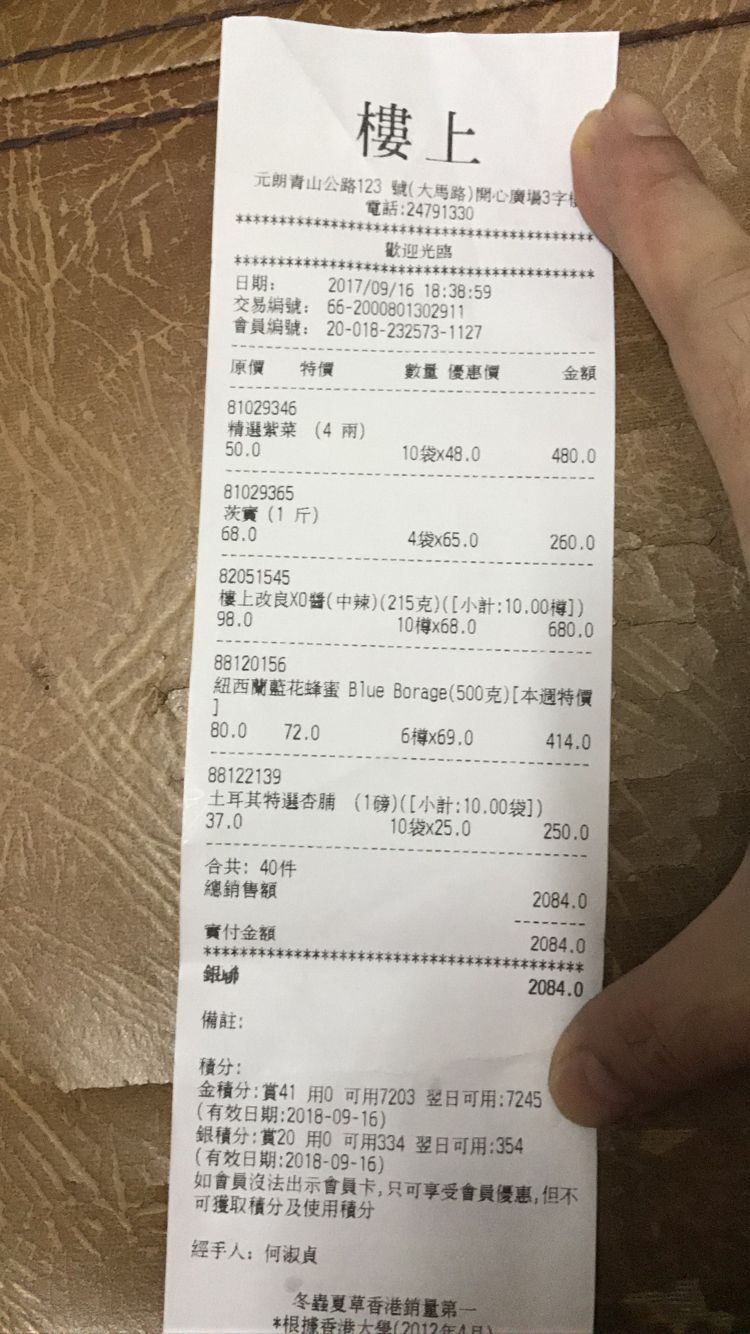 樓上
元朗青山公路123 號(大馬路)開心廣場3字
電話:24791330
******************************************
歡迎光臨
******************************************
日期: 2017/09/16 18:38:59
交易編號: 66-2000801302911
會員編號: 20-018-232573-1127
原價 特價 數量 優惠價 金額
81029346
精選紫菜 (4 兩)
50.0 10袋x48.0 480.0
81029365
茨實 (1 斤)
68.0 4袋x65.0 260.0
82051545
樓上改良XO醬(中辣)(215克)([小計:10.00樽])
98.0 10樽x68.0 680.0
88120156
紐西蘭藍花蜂蜜 Blue Borage(500克)[本週特價
]
80.0 72.0 6樽x69.0 414.0
88122139
土耳其特選杏脯 (1磅)([小計:10.00袋])
37.0 10袋x25.0 250.0
合共: 40件
總銷售額 2084.0
實付金額 2084.0
******************************************
銀聯 2084.0
備註:
積分:
金積分:賞41 用0 可用7203 翌日可用:7245
(有效日期:2018-09-16)
銀積分:賞20 用0 可用334 翌日可用:354
(有效日期:2018-09-16)
如會員沒法出示會員卡,只可享受會員優惠,但不
可獲取積分及使用積分
經手人: 何淑貞
冬蟲夏草香港銷量第一
*根據香港大學(2012年4月)